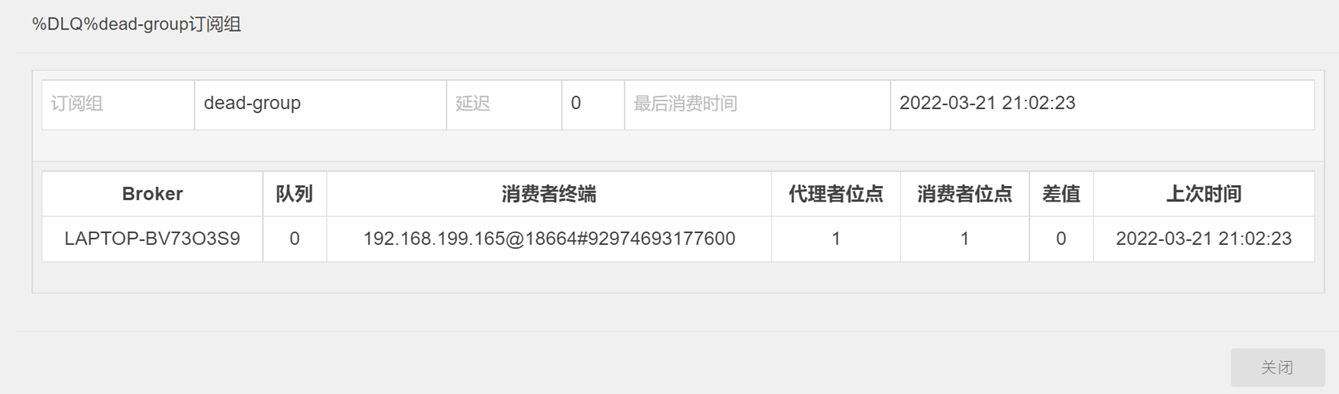 %DLQ%dead-group订阅组
订阅组 dead-group 延迟 0 最后消费时间 2022-03-21 21:02:23
Broker 队列 消费者终端 代理者位点 消费者位点 差值 上次时间
LAPTOP-BV73O3S9 0 192.168.199.165@18664#92974693177600 1 1 0 2022-03-21 21:02:23
关闭